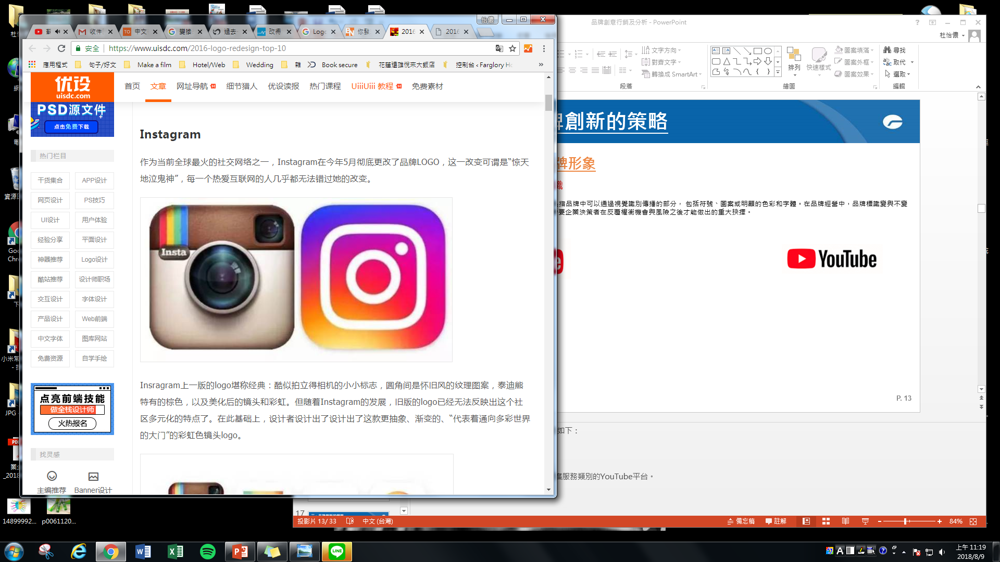 怡儂
收件
中文
變換
過去
改得
Logo
你發
2016
2016
安全
https://www.uisdc.com/2016-logo-redesign-top-10
應用程式
句子/好文
Make a film
Hotel/Web
Wedding
雜
Book secure
花蓮遠雄悅來大飯店
控制台 ‹ Farglory Ho
»
优设
uisdc.com
首页
文章
网址导航
细节猎人
优设读报
热门课程
UiiiUiii 教程
免费素材
PSD源文件
点击免费下载
热门栏目
干货集合
APP设计
网页设计
PS技巧
UI设计
用户体验
经验分享
平面设计
神器推荐
Logo设计
酷站推荐
设计师职场
交互设计
字体设计
产品设计
Web前端
中文字体
图库网站
免费资源
自学手绘
点亮前端技能
做全栈设计师
火热报名
找灵感
主编推荐
Banner设计
Instagram
作为当前全球最火的社交网络之一，Instagram在今年5月彻底更改了品牌LOGO，这一改变可谓是“惊天
地泣鬼神”，每一个热爱互联网的人几乎都无法错过她的改变。
Insta
Insragram上一版的logo堪称经典：酷似拍立得相机的小小标志，圆角间是怀旧风的纹理图案，泰迪熊
特有的棕色，以及美化后的镜头和彩虹。但随着Instagram的发展，旧版的logo已经无法反映出这个社
区多元化的特点了。在此基础上，设计者设计出了设计出了这款更抽象、渐变的、“代表着通向多彩世界
的大门”的彩虹色镜头logo。
品牌創意行銷及分析 - PowerPoint
杜怡儂
文字方向
對齊文字
轉換成 SmartArt
段落
排列
快速樣式
圖案填滿
圖案外框
圖案效果
繪圖
尋找
取代
選取
編輯
牌創新的策略
牌形象
識
指品牌中可以通過視覺識別傳播的部分， 包括符號、圖案或明顯的色彩和字體。在品牌經營中，品牌標識變與不變
要企業決策者在反覆權衡機會與風險之後才能做出的重大抉擇。
YouTube
P. 13
如下：
服務類別的YouTube平台。
17
投影片 13/ 33
中文 (台灣)
備忘稿
註解
84%
14899992...
p0061120...
JPG
_2018
LINE
上午 11:19
2018/8/9